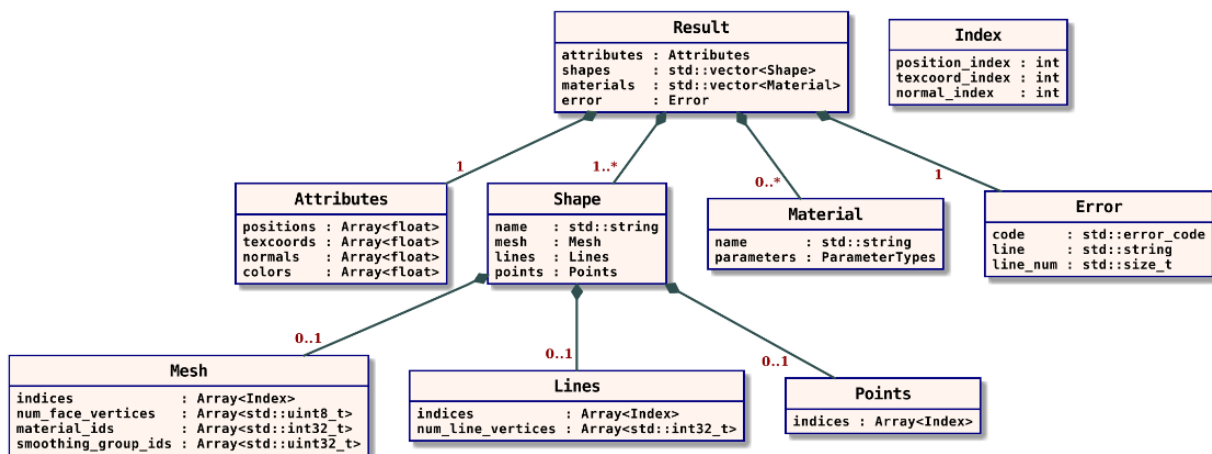 Result
attributes : Attributes
shapes : std::vector<Shape>
materials : std::vector<Material>
error : Error
Index
position_index : int
texcoord_index : int
normal_index : int
1
1..*
0..*
1
Attributes
positions : Array<float>
texcoords : Array<float>
normals : Array<float>
colors : Array<float>
Shape
name : std::string
mesh : Mesh
lines : Lines
points : Points
Material
name : std::string
parameters : ParameterTypes
Error
code : std::error_code
line : std::string
line_num : std::size_t
0..1
0..1
0..1
Mesh
indices : Array<Index>
num_face_vertices : Array<std::uint8_t>
material_ids : Array<std::int32_t>
smoothing_group_ids : Array<std::uint32_t>
Lines
indices : Array<Index>
num_line_vertices : Array<std::int32_t>
Points
indices : Array<Index>